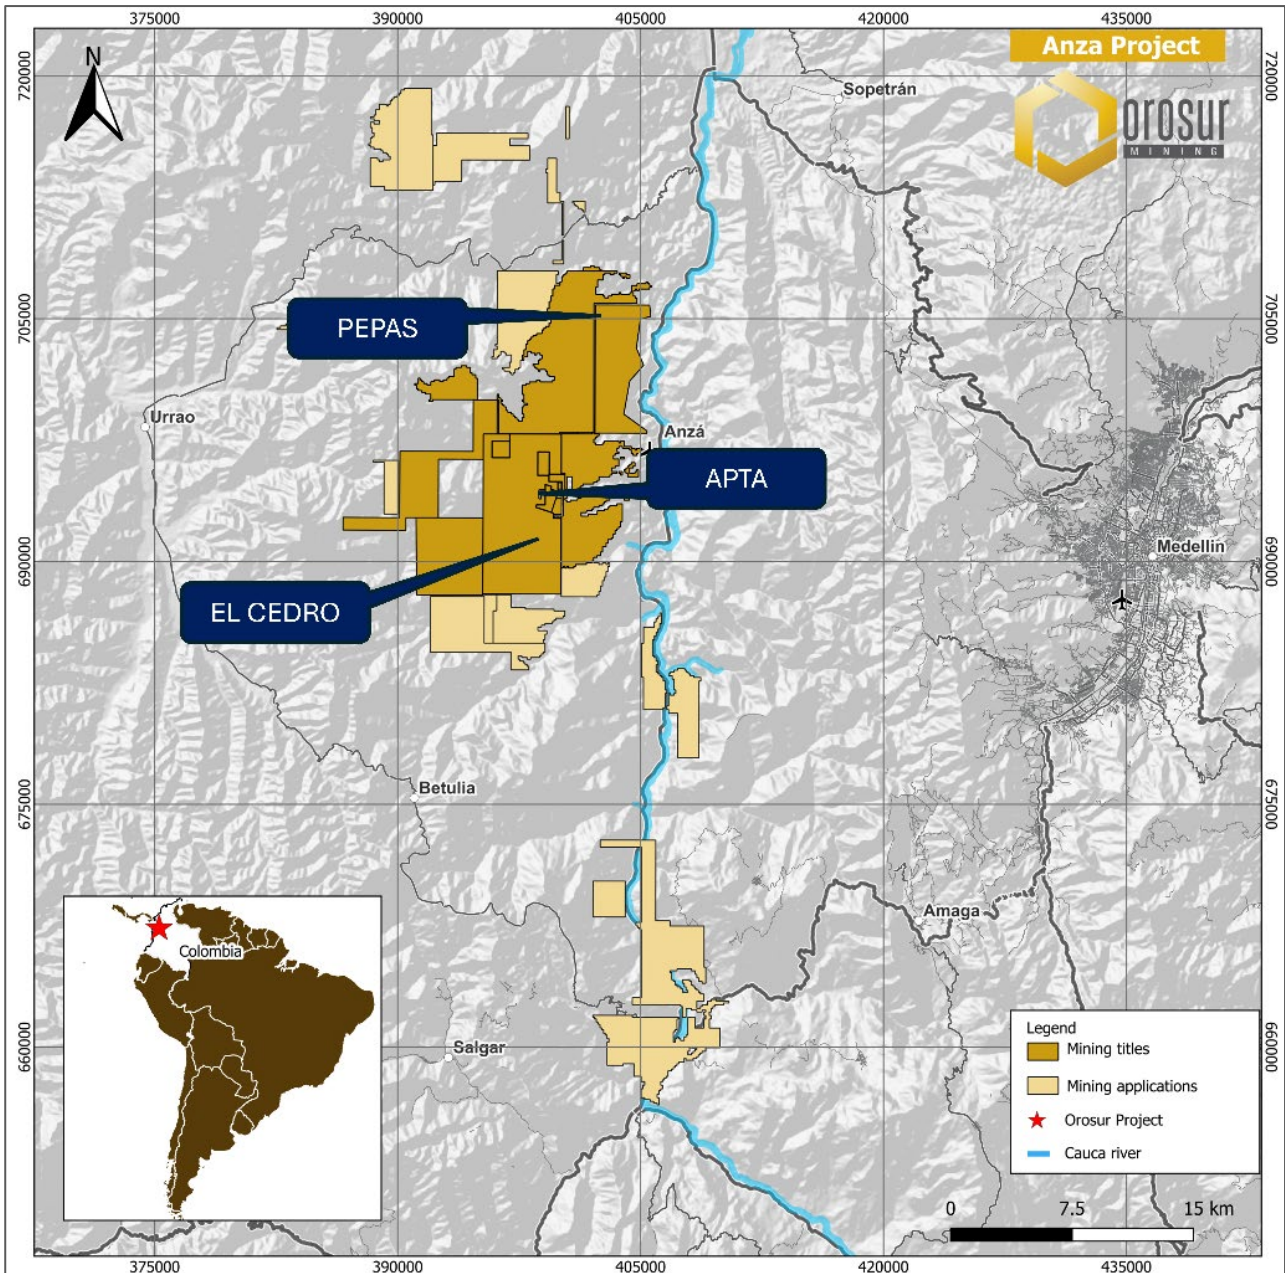 375000 390000 405000 420000 435000
N
Anza Project
orosur
MINING
720000 720000
Sopetrán
PEPAS
705000 705000
Urrao
Anzá
APTA
Medellin
690000 690000
EL CEDRO
675000 675000
Betulia
Amaga
Colombia
660000 660000
Salgar
Legend
Mining titles
Mining applications
Orosur Project
Cauca river
0 7.5 15 km
375000 390000 405000 420000 435000